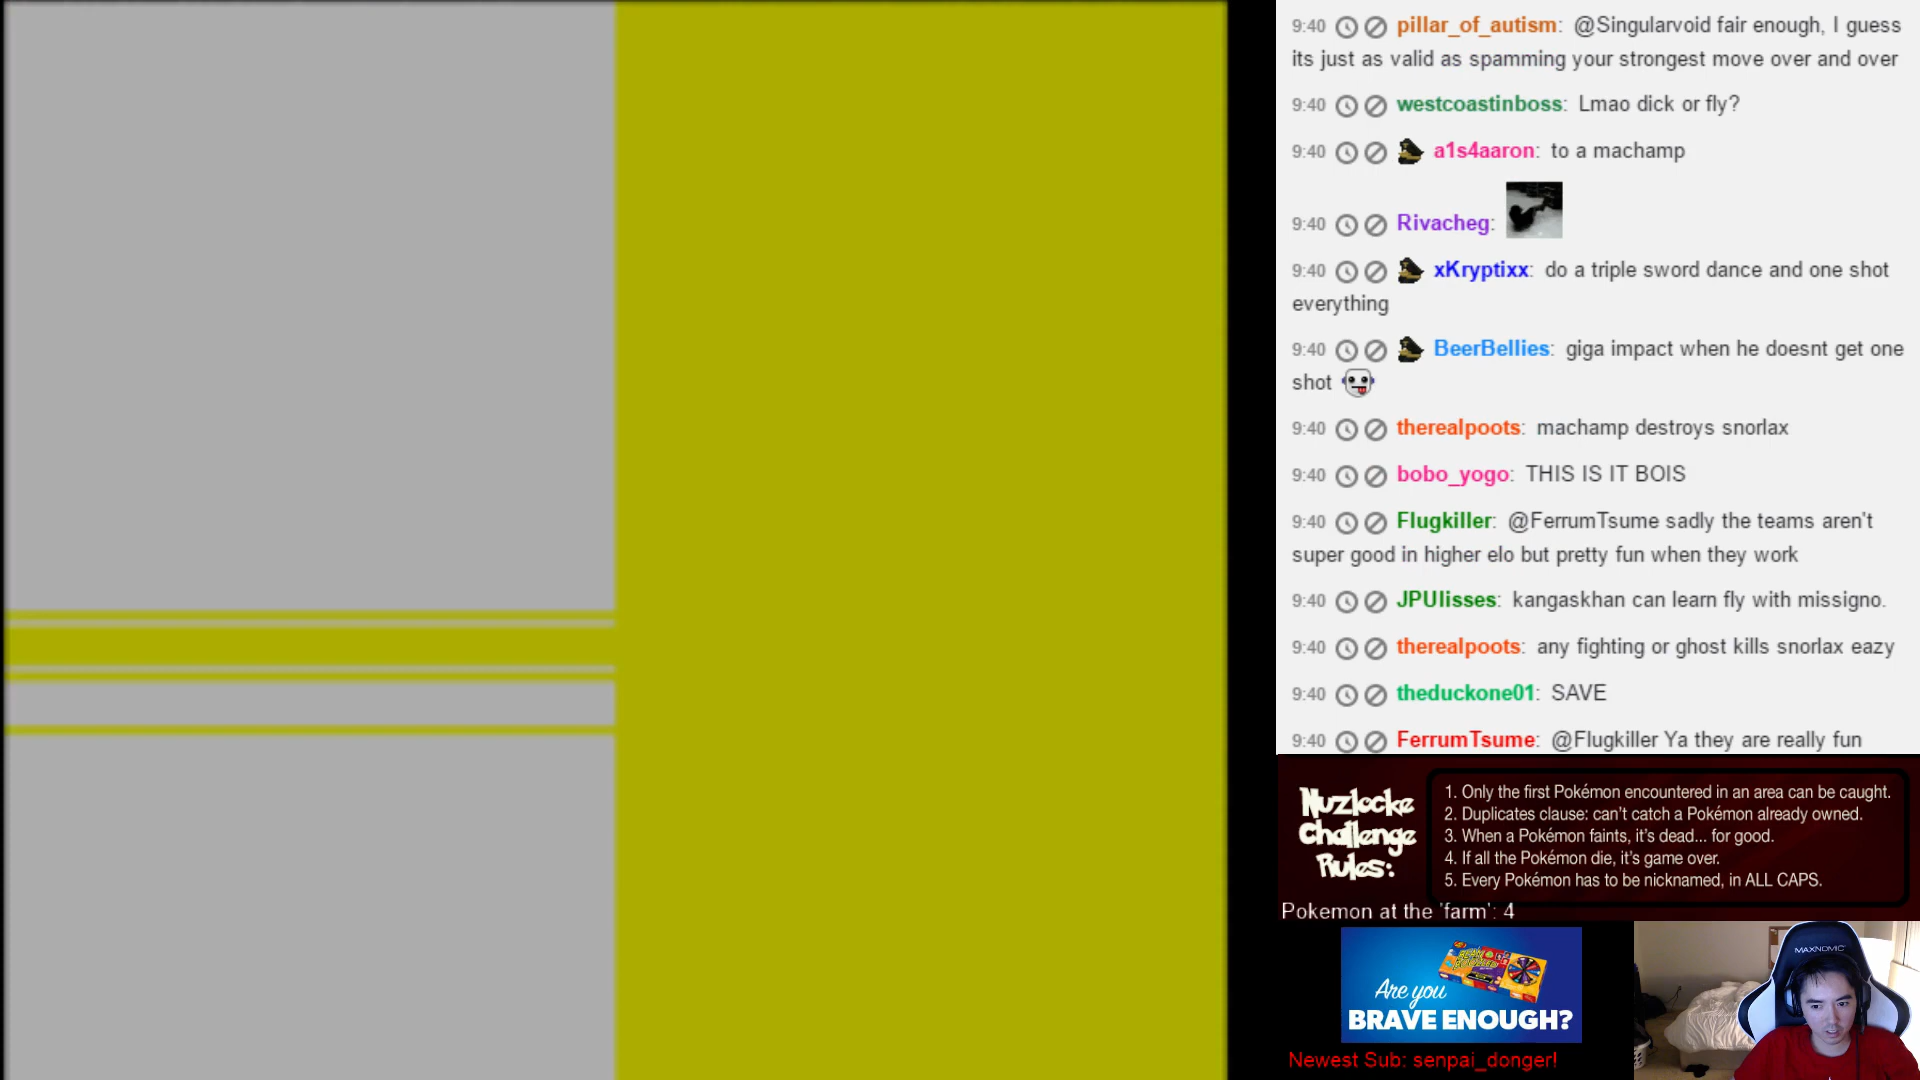 9:40 pillar_of_autism: @Singularvoid fair enough, I guess
its just as valid as spamming your strongest move over and over
9:40 westcoastinboss: Lmao dick or fly?
9:40 a1s4aaron: to a machamp
9:40 Rivacheg:
9:40 xKryptixx: do a triple sword dance and one shot
everything
9:40 BeerBellies: giga impact when he doesnt get one
shot
9:40 therealpoots: machamp destroys snorlax
9:40 bobo_yogo: THIS IS IT BOIS
9:40 Flugkiller: @FerrumTsume sadly the teams aren't
super good in higher elo but pretty fun when they work
9:40 JPUlisses: kangaskhan can learn fly with missigno.
9:40 therealpoots: any fighting or ghost kills snorlax eazy
9:40 theduckone01: SAVE
9:40 FerrumTsume: @Flugkiller Ya they are really fun
Nuzlocke
Challenge
Rules:
1. Only the first Pokémon encountered in an area can be caught.
2. Duplicates clause: can't catch a Pokémon already owned.
3. When a Pokémon faints, it's dead... for good.
4. If all the Pokémon die, it's game over.
5. Every Pokémon has to be nicknamed, in ALL CAPS.
Pokemon at the 'farm': 4
Are you
BRAVE ENOUGH?
MAXNOMIC
Newest Sub: senpai_donger!